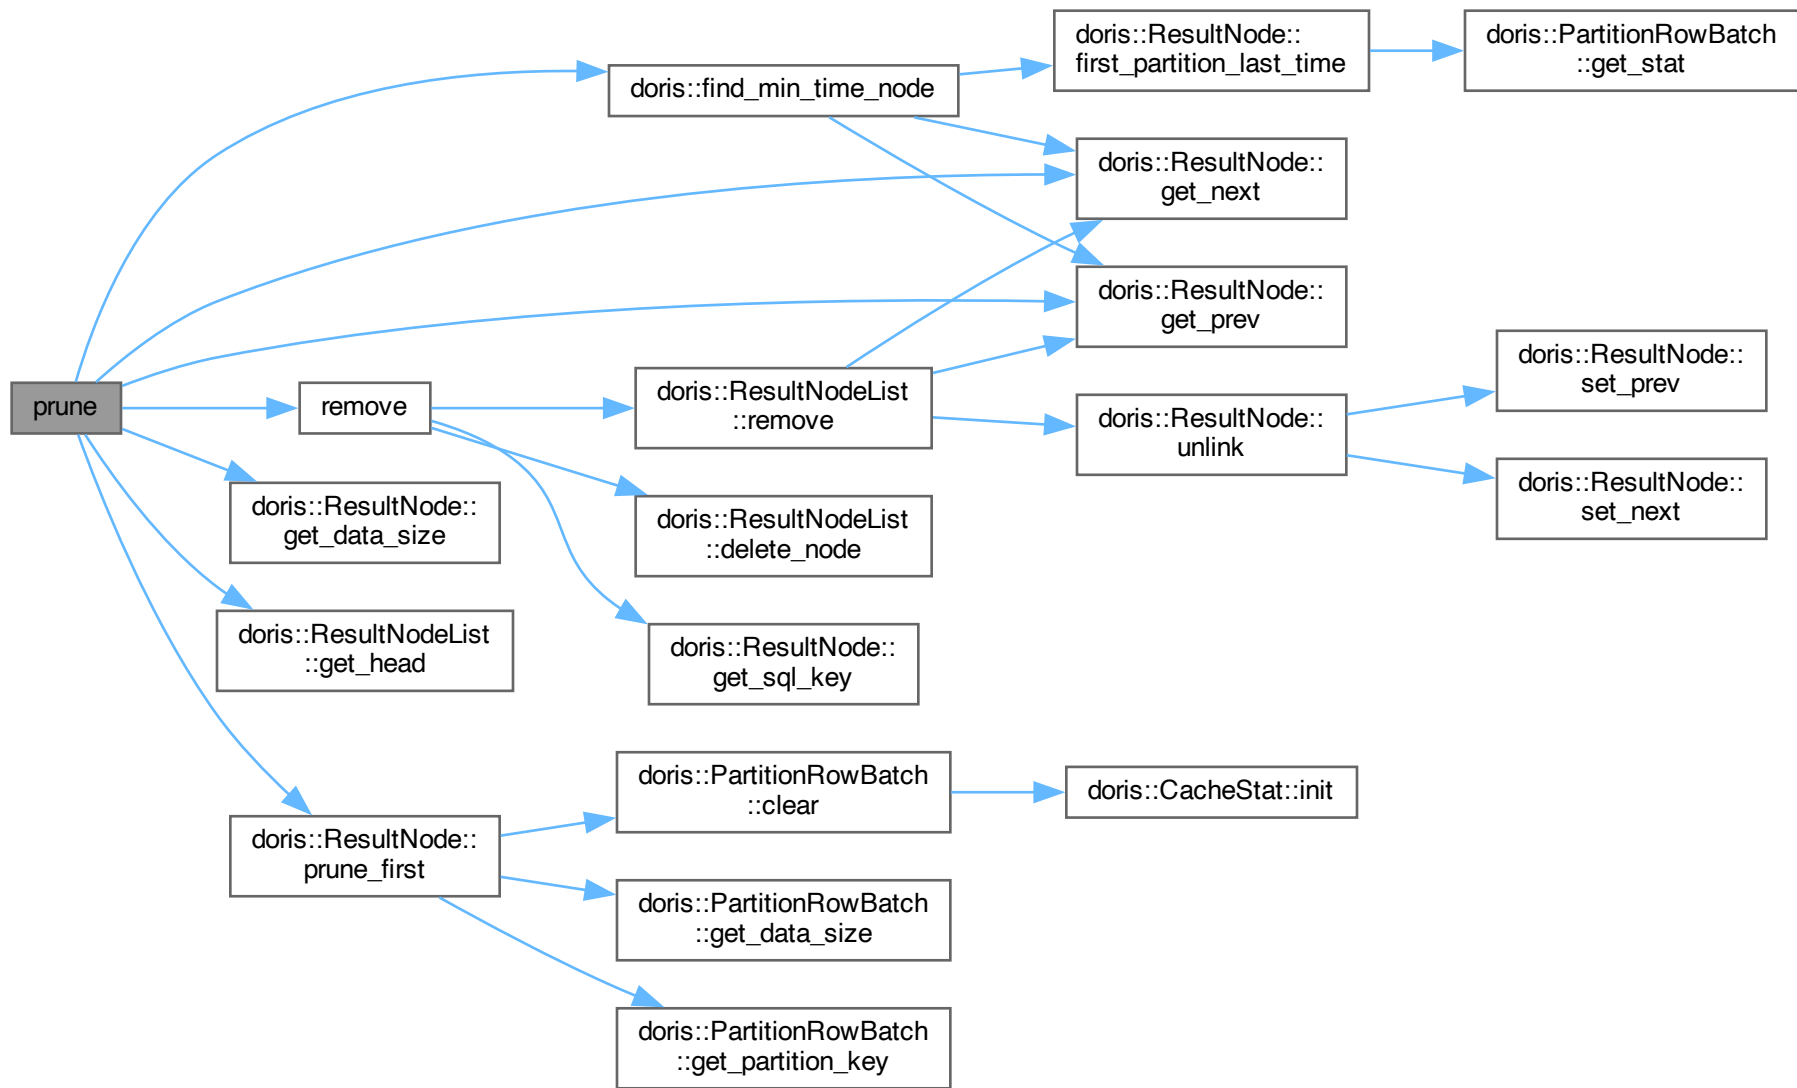 prune
doris::find_min_time_node
doris::ResultNode::
first_partition_last_time
doris::PartitionRowBatch
::get_stat
doris::ResultNode::
get_next
doris::ResultNode::
get_prev
remove
doris::ResultNodeList
::remove
doris::ResultNode::
unlink
doris::ResultNode::
set_prev
doris::ResultNode::
set_next
doris::ResultNode::
get_data_size
doris::ResultNodeList
::delete_node
doris::ResultNodeList
::get_head
doris::ResultNode::
get_sql_key
doris::ResultNode::
prune_first
doris::PartitionRowBatch
::clear
doris::CacheStat::init
doris::PartitionRowBatch
::get_data_size
doris::PartitionRowBatch
::get_partition_key